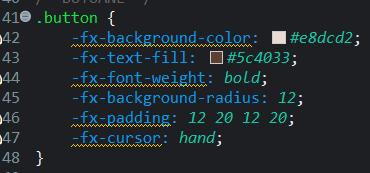 41 .button {
42 -fx-background-color: #e8dcd2;
43 -fx-text-fill: #5c4033;
44 -fx-font-weight: bold;
45 -fx-background-radius: 12;
46 -fx-padding: 12 20 12 20;
47 -fx-cursor: hand;
48 }